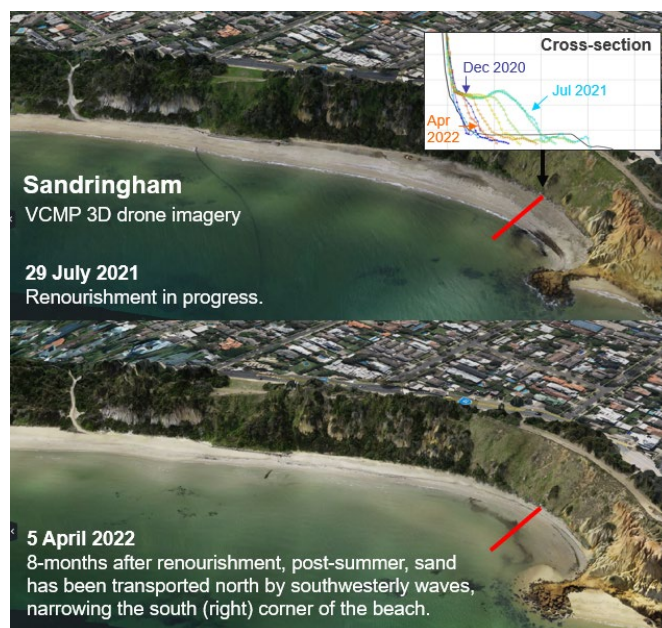 Cross-section
Dec 2020
Jul 2021
Apr
2022
Sandringham
VCMP 3D drone imagery
29 July 2021
Renourishment in progress.
5 April 2022
8-months after renourishment, post-summer, sand
has been transported north by southwesterly waves,
narrowing the south (right) corner of the beach.